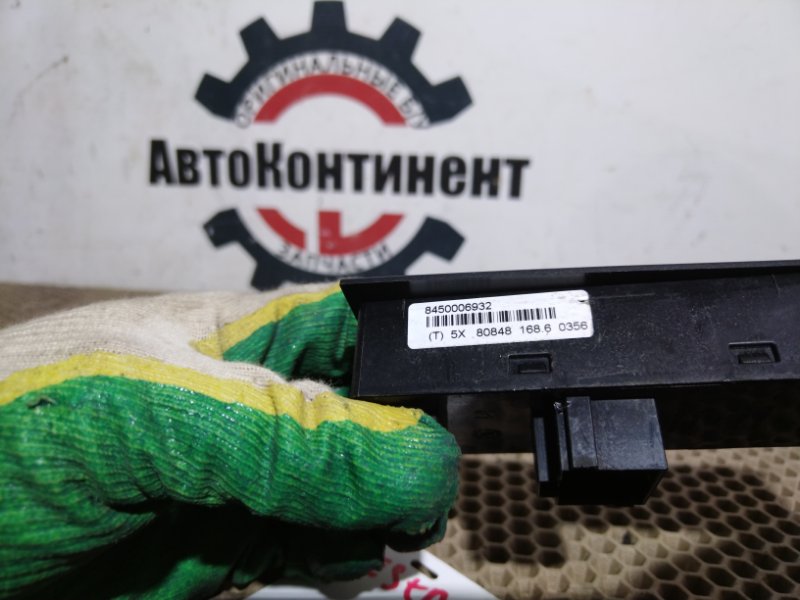 ОРИГИНАЛЬНЫЕ Б/У
АвтоКонтинент
ЗАПЧАСТИ
8450006932
(T) 5X 80848 168.6 0356